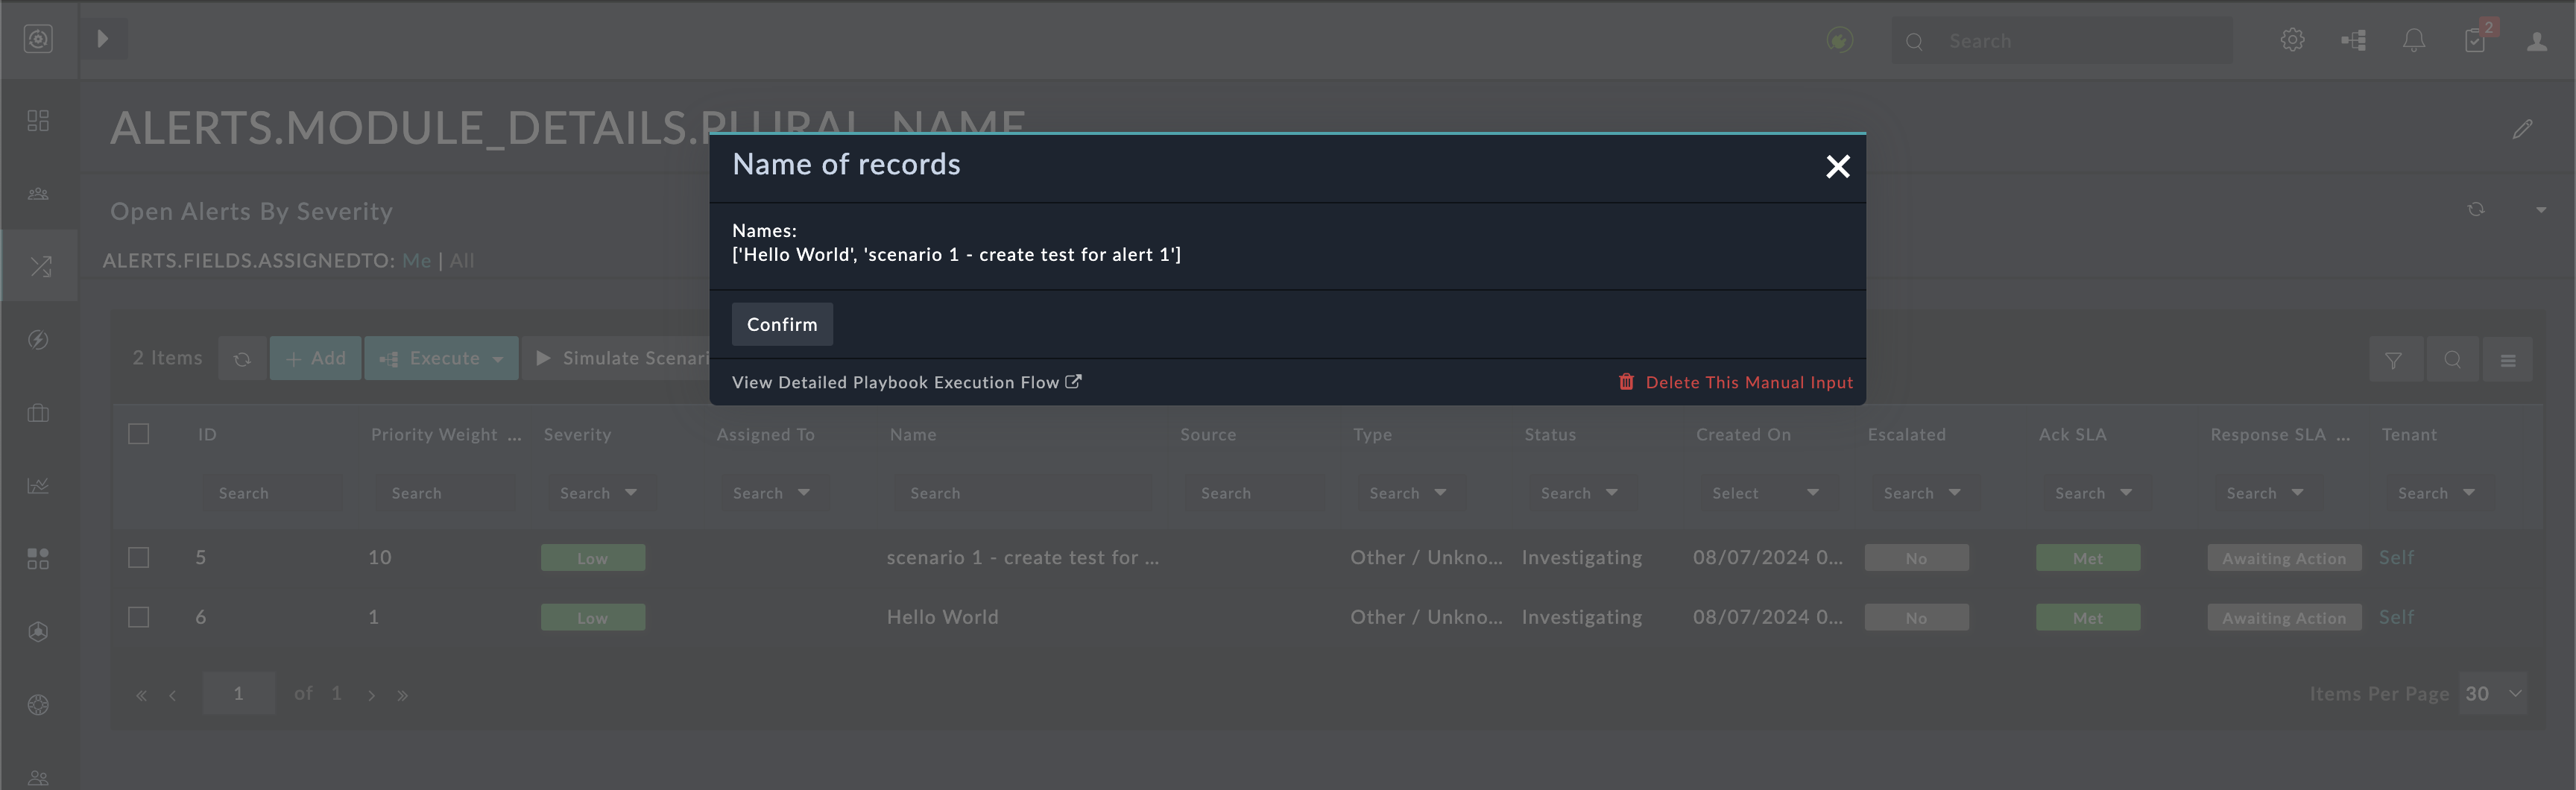 Search
2
ALERTS.MODULE_DETAILS.PLURAL_NAME
Name of records
Open Alerts By Severity
Names:
['Hello World', 'scenario 1 - create test for alert 1']
ALERTS.FIELDS.ASSIGNEDTO: Me | All
Confirm
2 Items + Add Execute Simulate Scenari
View Detailed Playbook Execution Flow Delete This Manual Input
ID Priority Weight ... Severity Assigned To Name Source Type Status Created On Escalated Ack SLA Response SLA ... Tenant
Search Search Search Search Search Search Search Search Select Search Search Search Search
5 10 Low scenario 1 - create test for ... Other / Unkno... Investigating 08/07/2024 0... No Met Awaiting Action Self
6 1 Low Hello World Other / Unkno... Investigating 08/07/2024 0... No Met Awaiting Action Self
« ‹ 1 of 1 › » Items Per Page 30